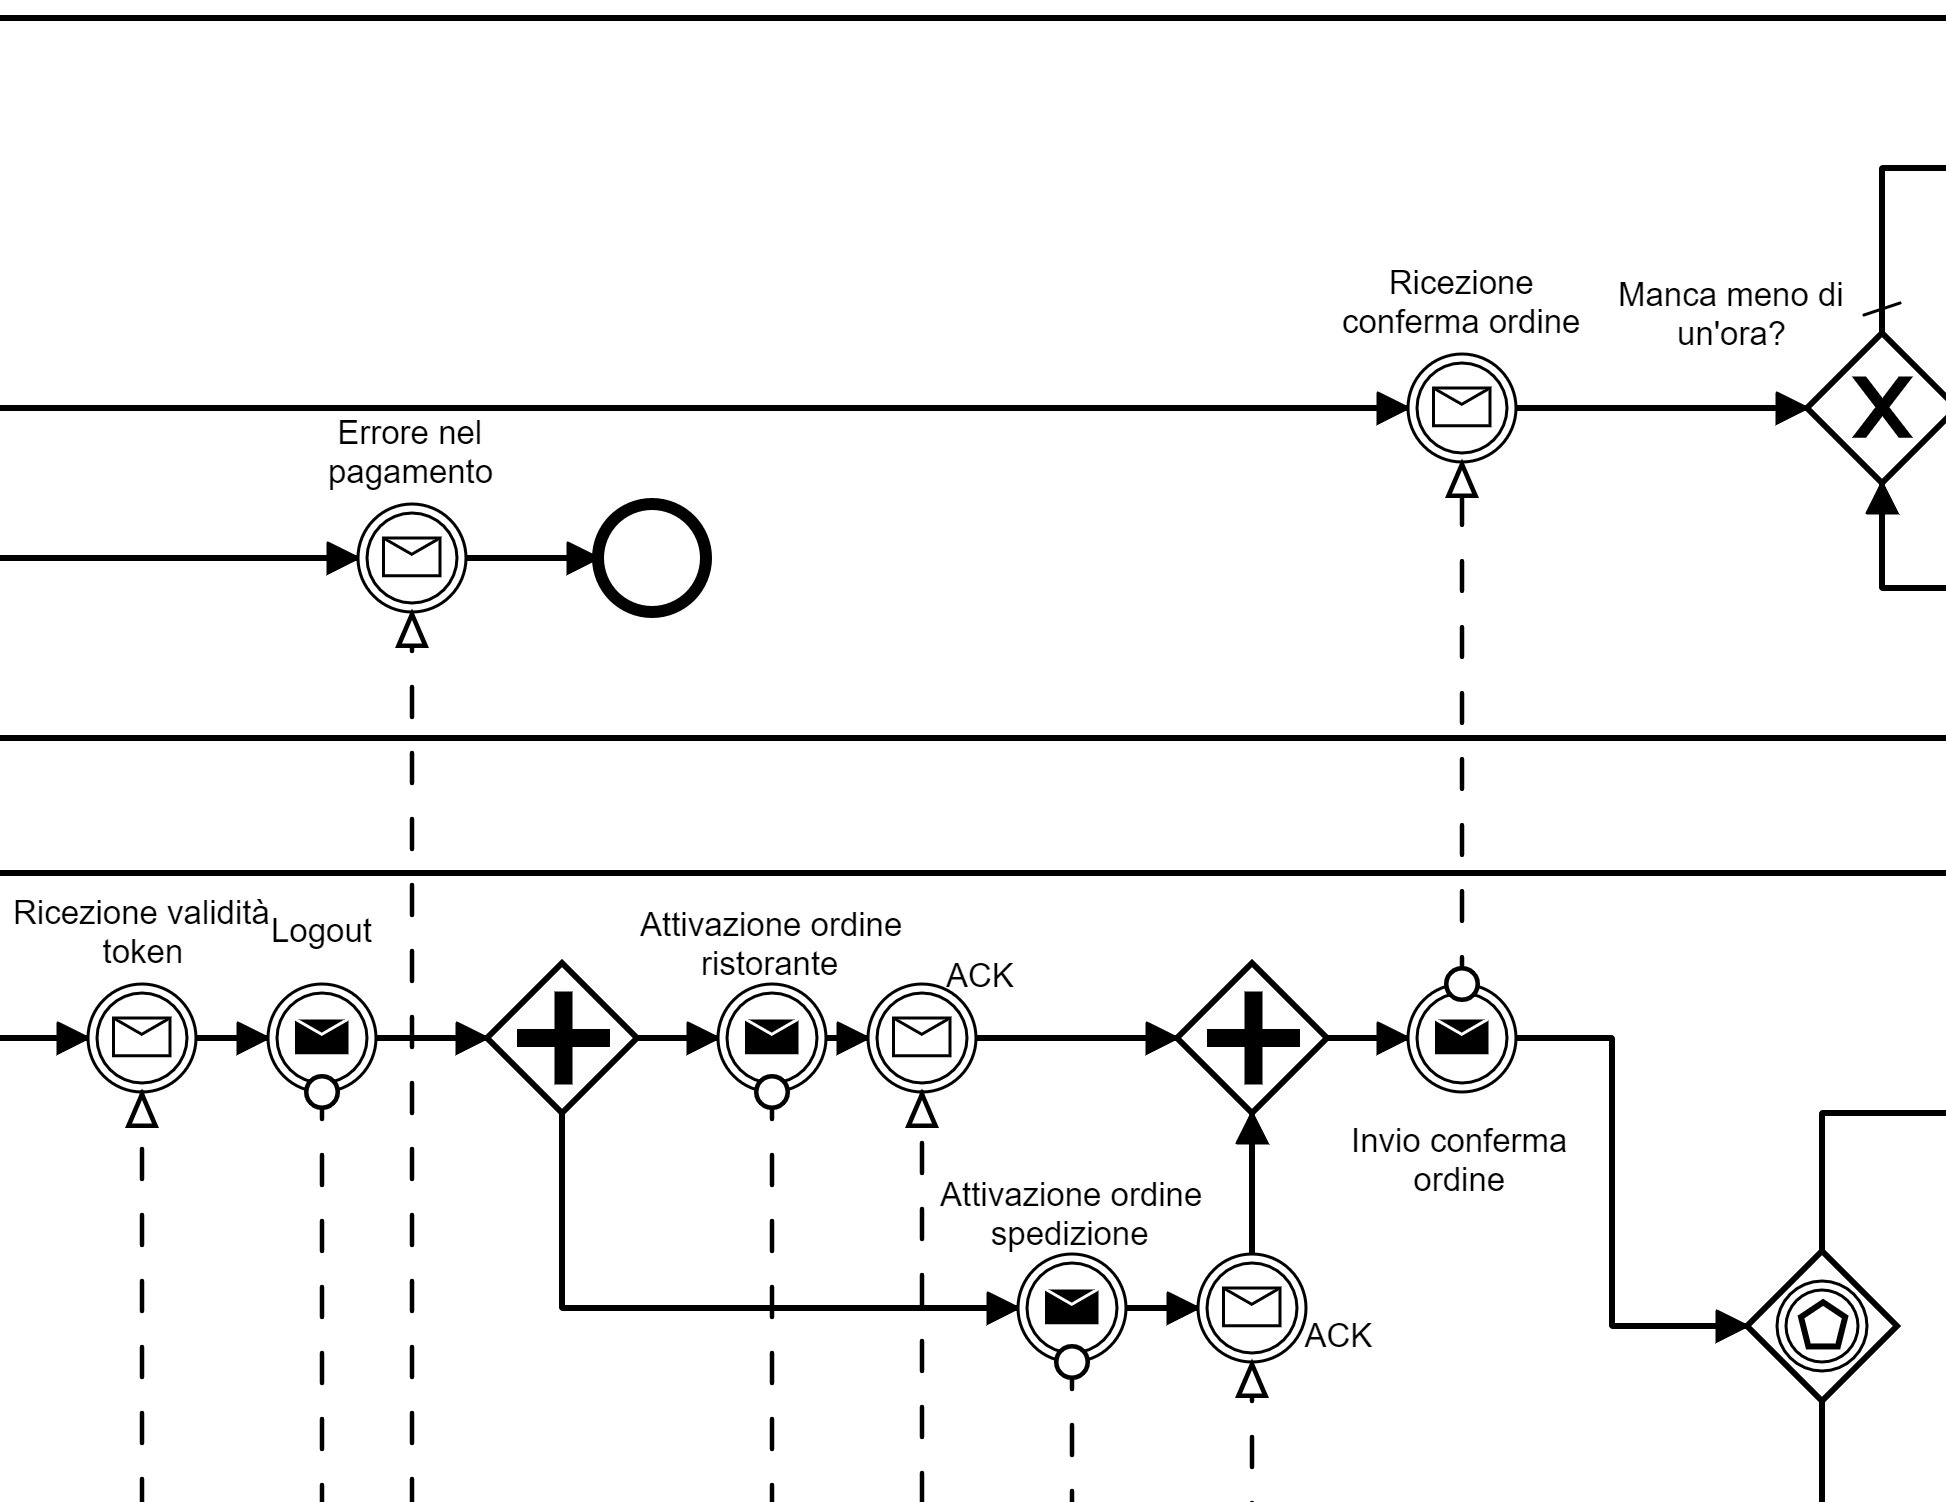 Ricezione
conferma ordine
Manca meno di
un'ora?
Errore nel
pagamento
Ricezione validità
token
Logout
Attivazione ordine
ristorante
ACK
Invio conferma
ordine
Attivazione ordine
spedizione
ACK